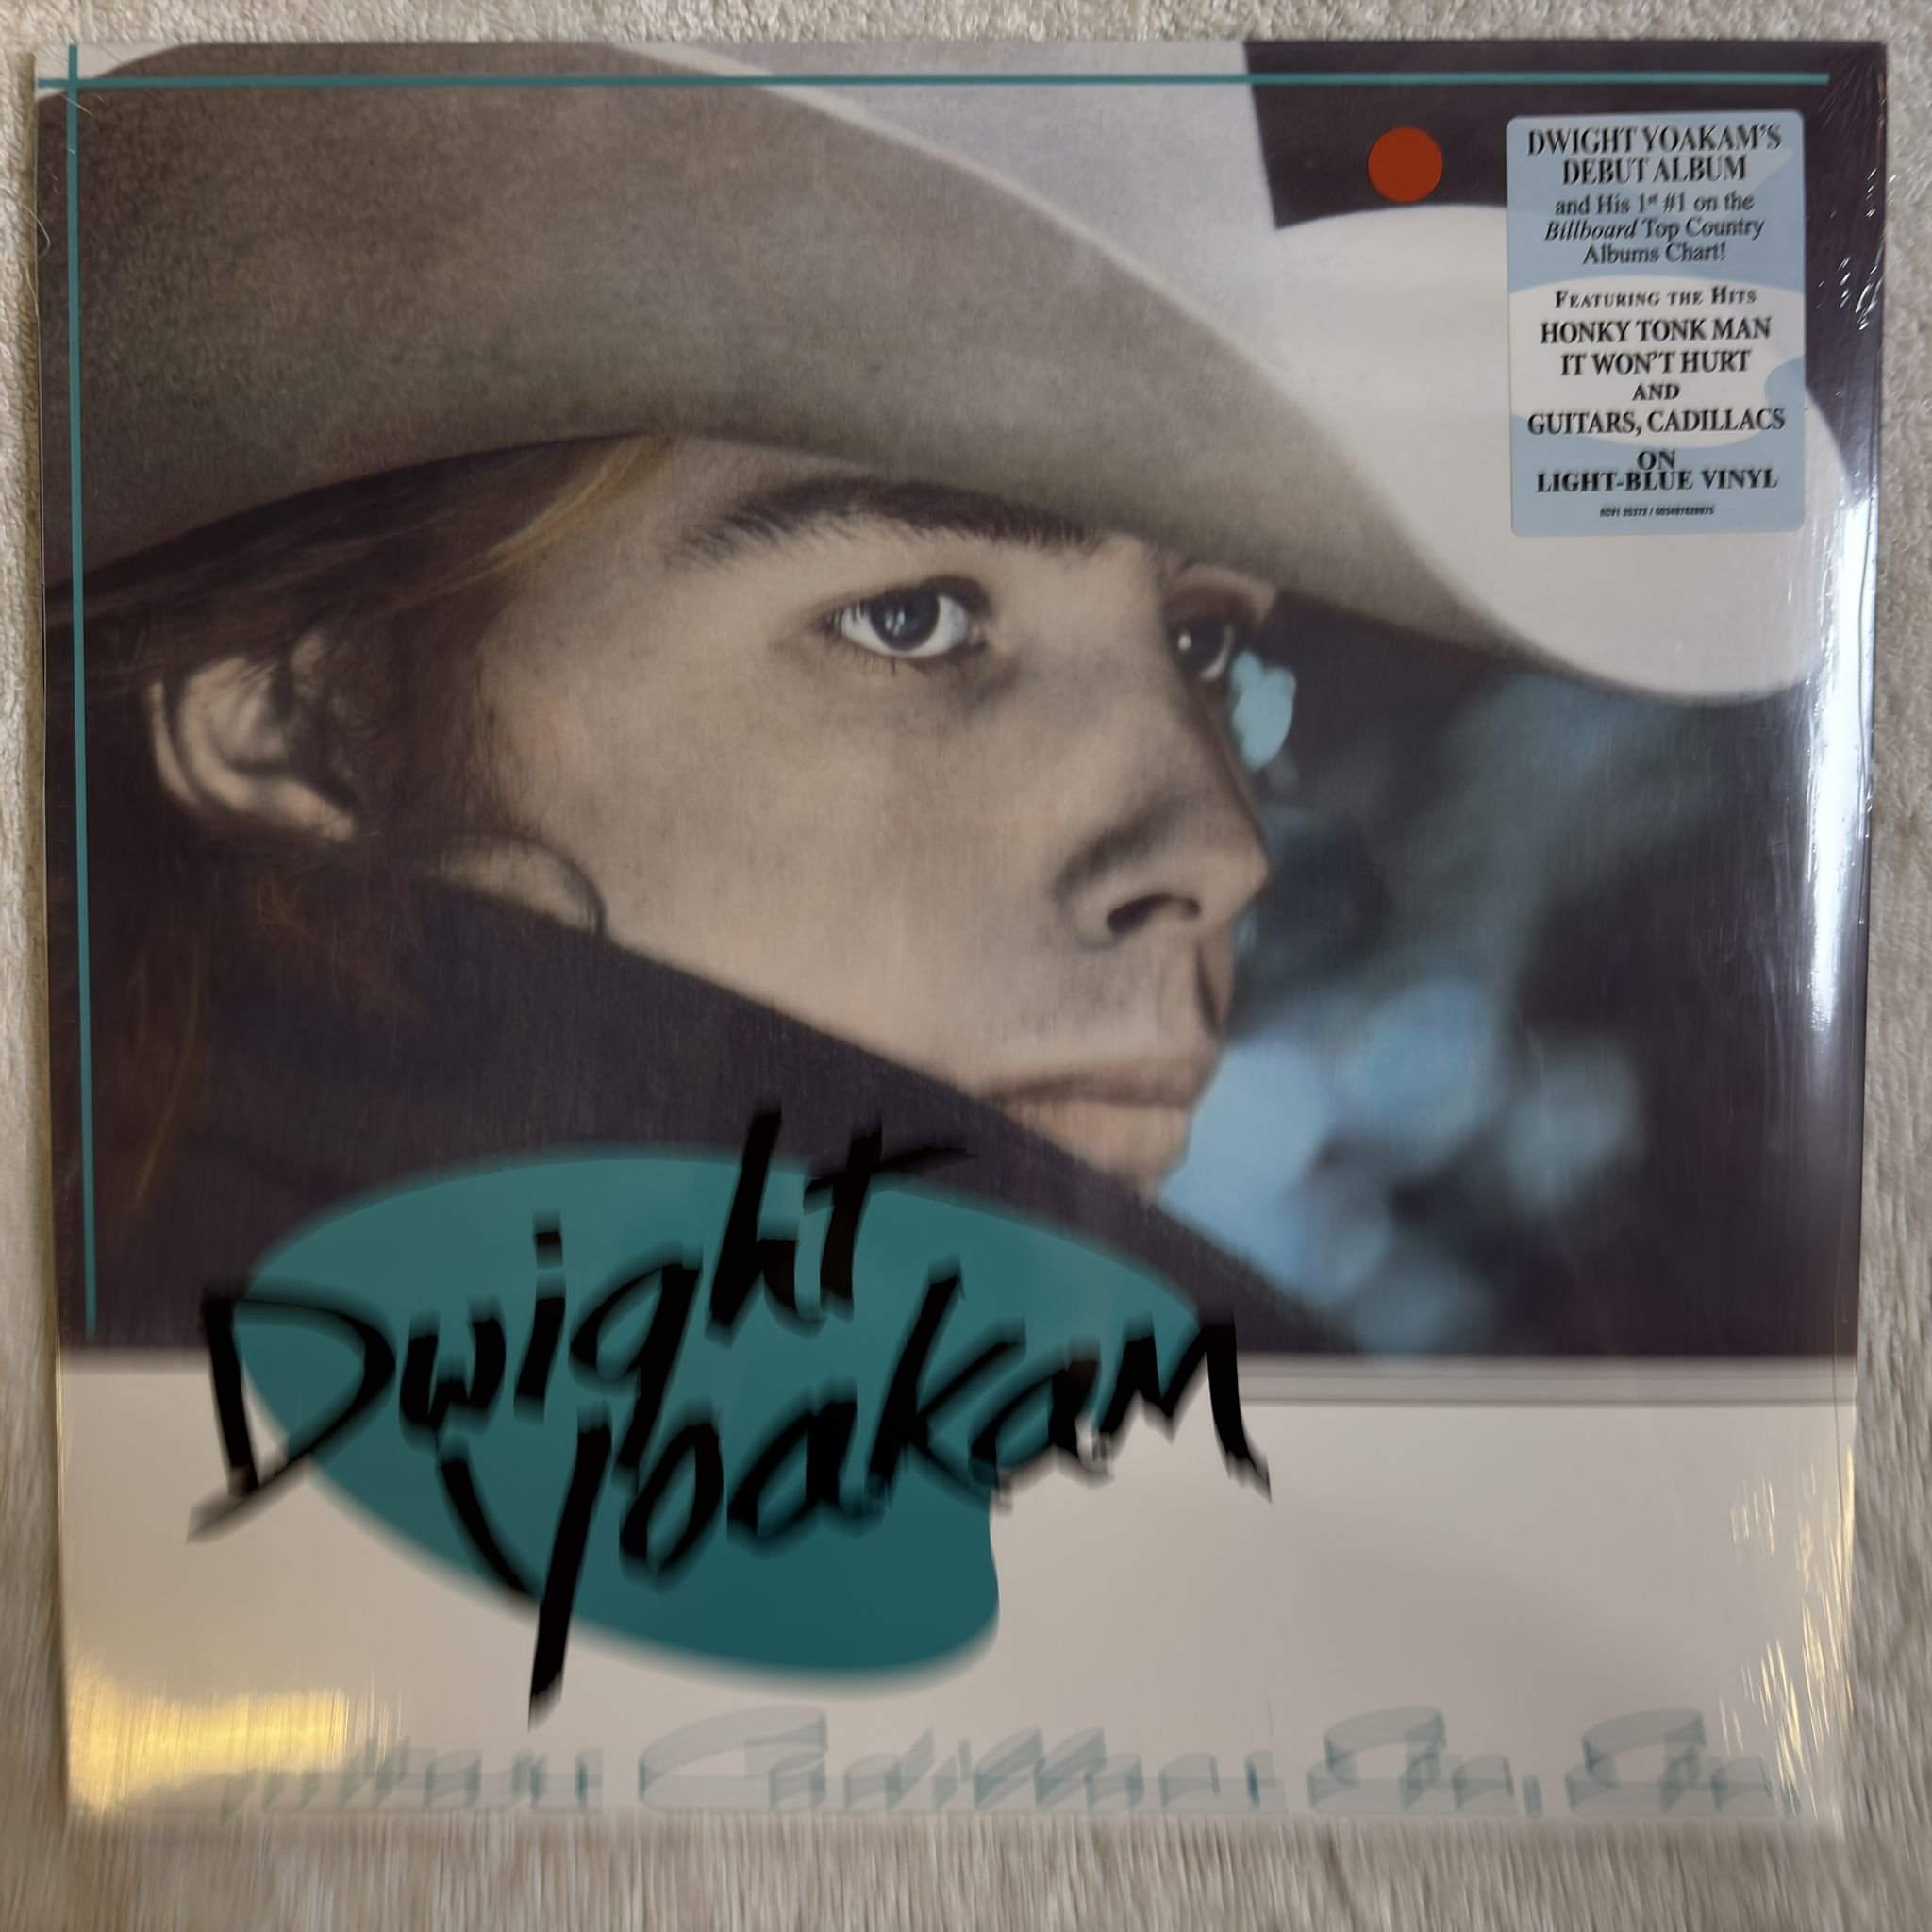 DWIGHT YOAKAM'S
DEBUT ALBUM
and His 1st #1 on the
Billboard Top Country
Albums Chart!
FEATURING THE HITS
HONKY TONK MAN
IT WON'T HURT
AND
GUITARS, CADILLACS
ON
LIGHT-BLUE VINYL
Dwight
Yoakam
Cadillacs